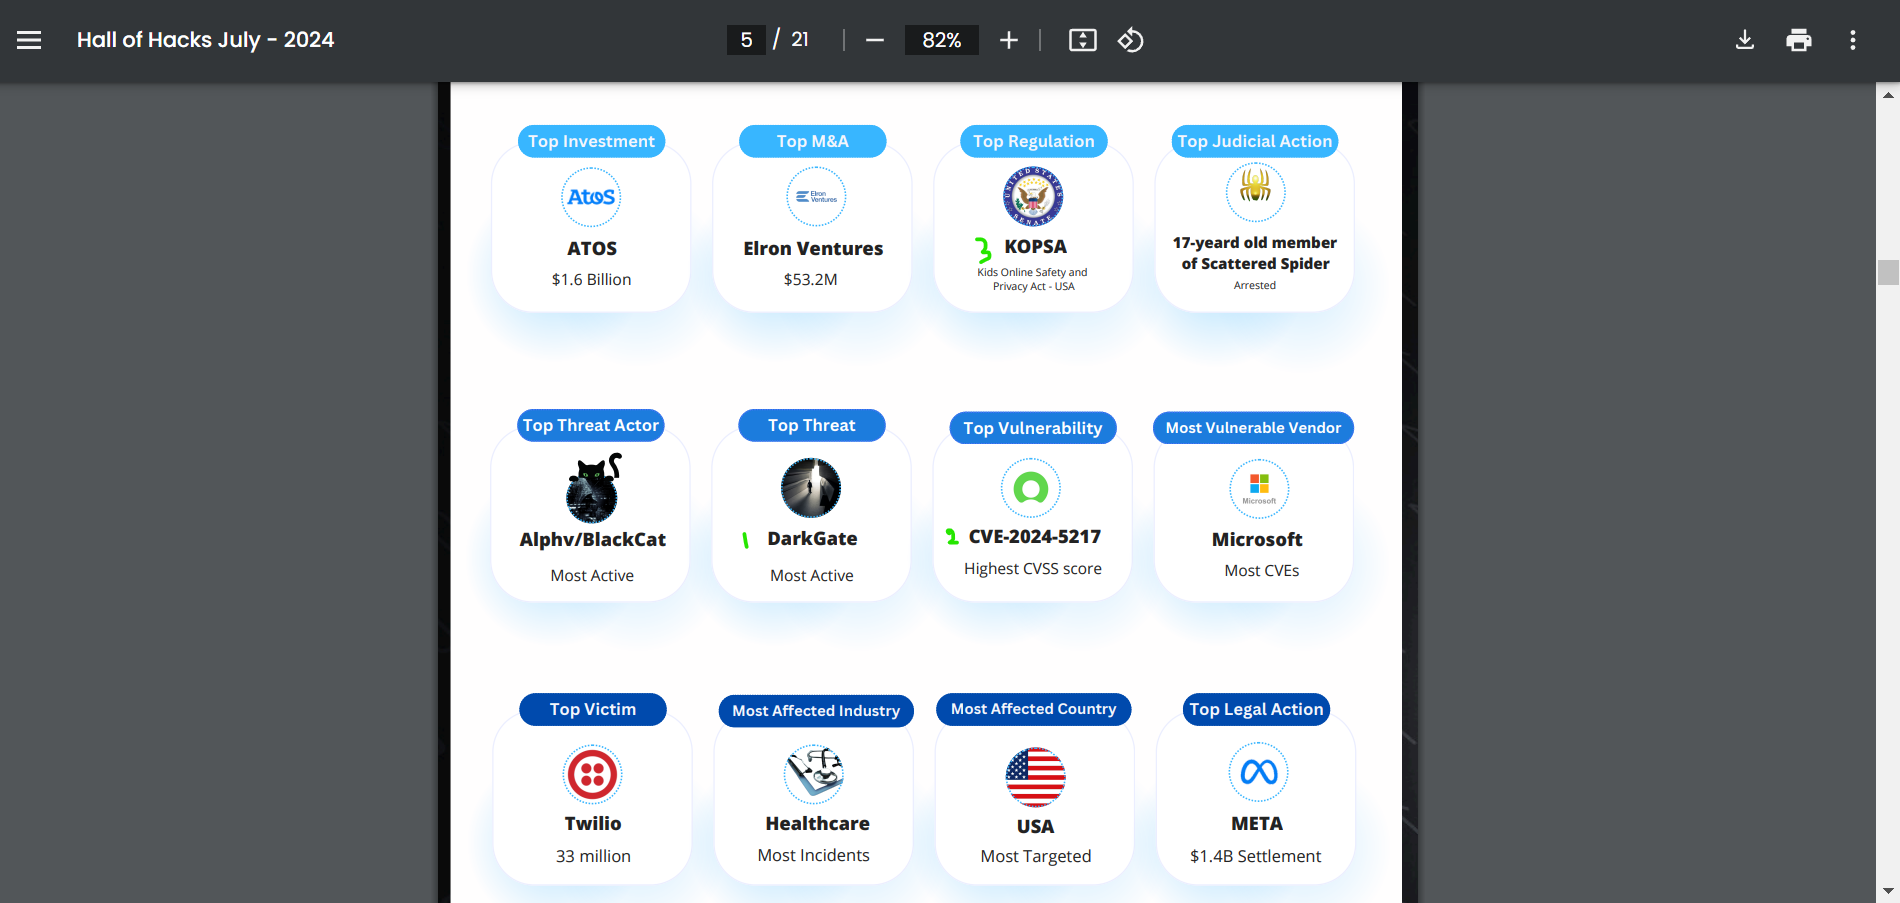 Hall of Hacks July - 2024
5 / 21
82%
Top Investment
Atos
ATOS
$1.6 Billion
Top M&A
Elron
Ventures
Elron Ventures
$53.2M
Top Regulation
UNITED STATES
SENATE
3 KOPSA
Kids Online Safety and
Privacy Act - USA
Top Judicial Action
17-yeard old member
of Scattered Spider
Arrested
Top Threat Actor
Alphv/BlackCat
Most Active
Top Threat
1 DarkGate
Most Active
Top Vulnerability
2 CVE-2024-5217
Highest CVSS score
Most Vulnerable Vendor
Microsoft
Microsoft
Most CVEs
Top Victim
Twilio
33 million
Most Affected Industry
Healthcare
Most Incidents
Most Affected Country
USA
Most Targeted
Top Legal Action
META
$1.4B Settlement